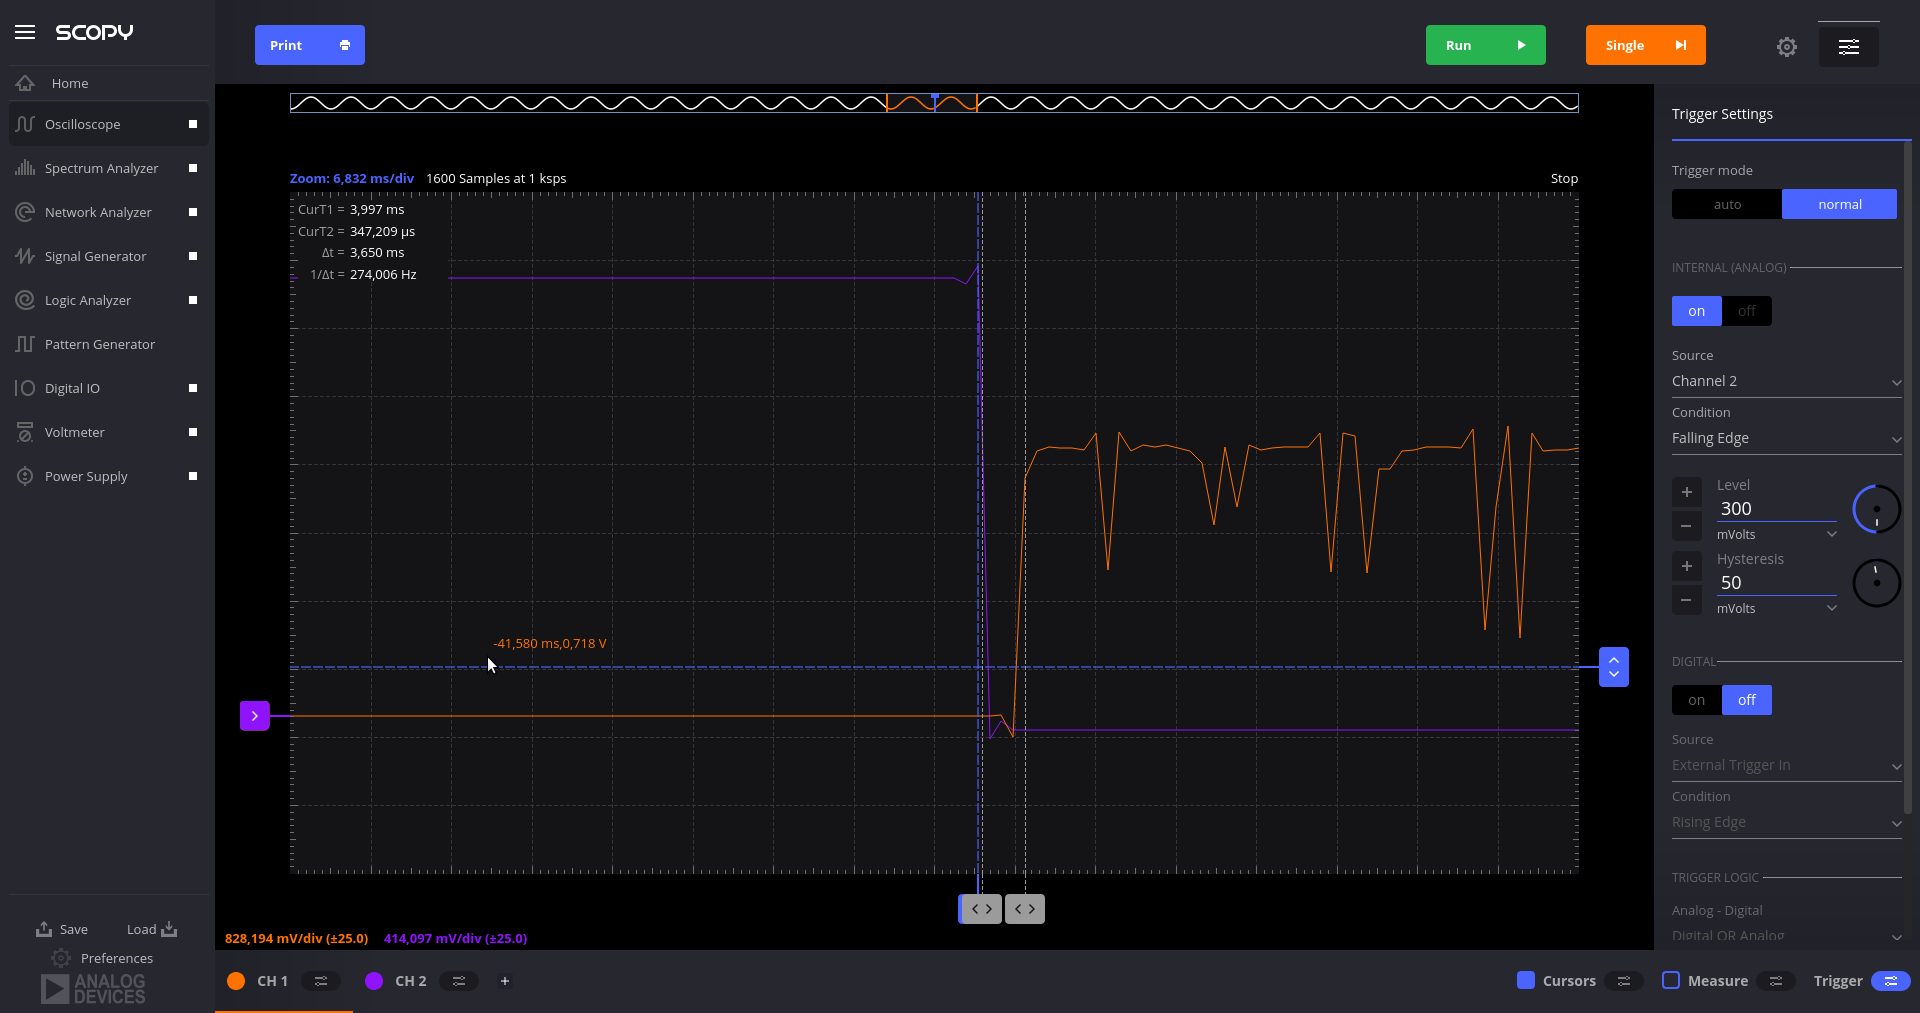 SCOPY
Print
Run
Single
Home
Oscilloscope
Spectrum Analyzer
Network Analyzer
Signal Generator
Logic Analyzer
Pattern Generator
Digital IO
Voltmeter
Power Supply
Save
Load
Preferences
ANALOG
DEVICES
Zoom: 6,832 ms/div 1600 Samples at 1 ksps
Stop
CurT1 = 3,997 ms
CurT2 = 347,209 µs
Δt = 3,650 ms
1/Δt = 274,006 Hz
-41,580 ms,0,718 V
828,194 mV/div (±25.0) 414,097 mV/div (±25.0)
CH 1
CH 2
+
Cursors
Measure
Trigger
Trigger Settings
Trigger mode
auto normal
INTERNAL (ANALOG)
on off
Source
Channel 2
Condition
Falling Edge
+
−
Level
300
mVolts
+
−
Hysteresis
50
mVolts
DIGITAL
on off
Source
External Trigger In
Condition
Rising Edge
TRIGGER LOGIC
Analog - Digital
Digital OR Analog